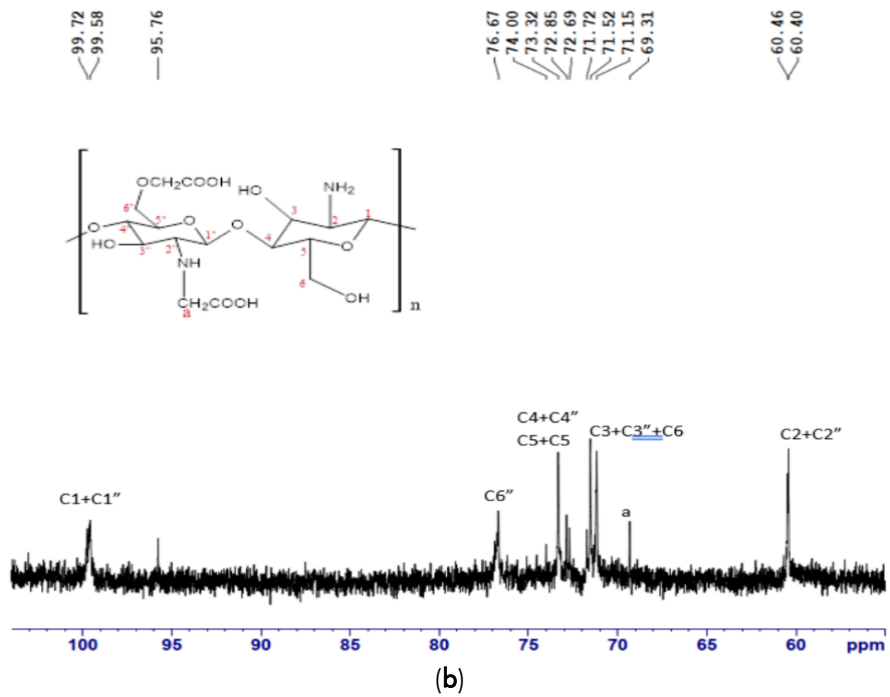 99.72
99.58
95.76
76.67
74.00
73.32
72.85
72.69
71.72
71.52
71.15
69.31
60.46
60.40
OCH₂COOH
HO
NH₂
6"
3
2
1
O
5"
O
O
4"
1"
4
HO
3"
2"
5
O
NH
6
OH
CH₂COOH
a
n
C4+C4”
C5+C5
C3+C3”+C6
C2+C2”
C1+C1”
C6”
a
100 95 90 85 80 75 70 65 60 ppm
(b)